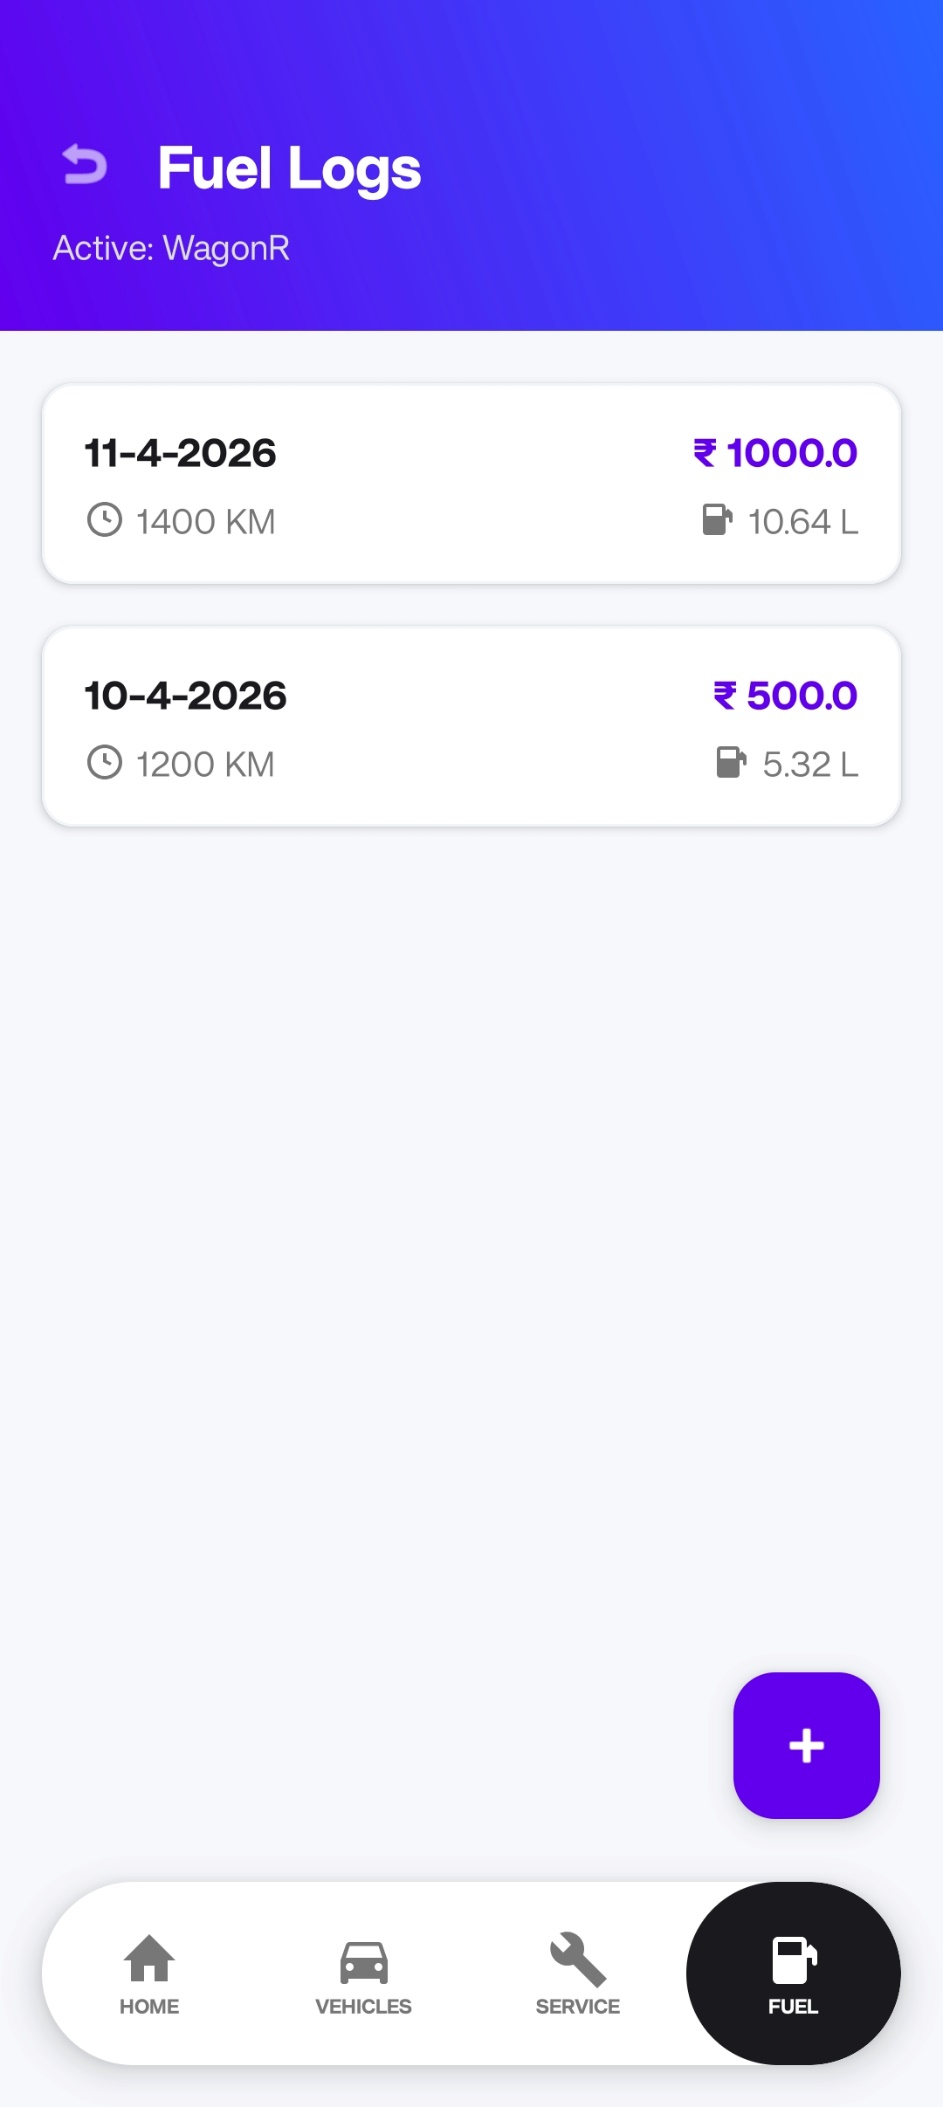 Fuel Logs
Active: WagonR
11-4-2026
₹ 1000.0
1400 KM
10.64 L
10-4-2026
₹ 500.0
1200 KM
5.32 L
+
HOME
VEHICLES
SERVICE
FUEL